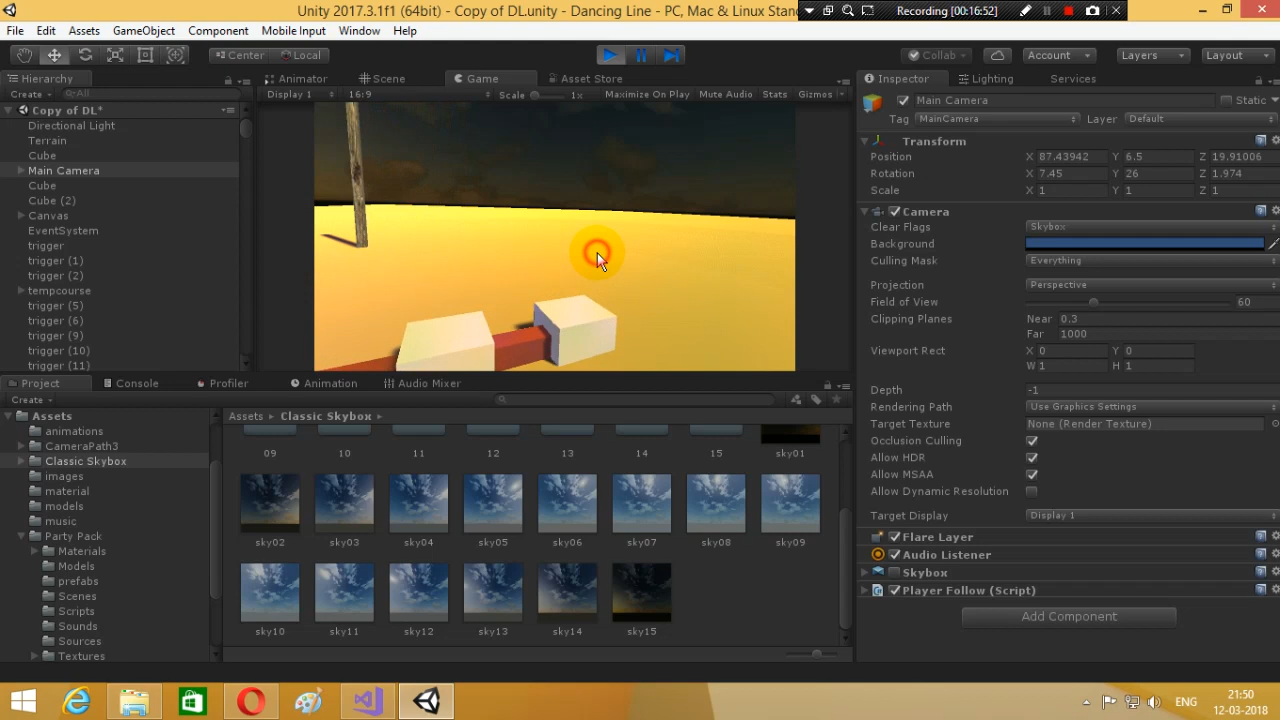 Unity 2017.3.1f1 (64bit) - Copy of DL.unity - Dancing Line - PC, Mac & Linux Stand
Recording [00:16:52]
File Edit Assets GameObject Component Mobile Input Window Help
Center Local
Collab Account Layers Layout
Hierarchy
Create All
Copy of DL*
Directional Light
Terrain
Cube
Main Camera
Cube
Cube (2)
Canvas
EventSystem
trigger
trigger (1)
trigger (2)
tempcourse
trigger (5)
trigger (6)
trigger (9)
trigger (10)
trigger (11)
Animator Scene Game Asset Store
Display 1 16:9 Scale 1x Maximize On Play Mute Audio Stats Gizmos
Inspector Lighting Services
Main Camera Static
Tag MainCamera Layer Default
Transform
Position X 87.43942 Y 6.5 Z 19.91006
Rotation X 7.45 Y 26 Z 1.974
Scale X 1 Y 1 Z 1
Camera
Clear Flags Skybox
Background
Culling Mask Everything
Projection Perspective
Field of View 60
Clipping Planes Near 0.3
Far 1000
Viewport Rect X 0 Y 0
W 1 H 1
Depth -1
Rendering Path Use Graphics Settings
Target Texture None (Render Texture)
Occlusion Culling
Allow HDR
Allow MSAA
Allow Dynamic Resolution
Target Display Display 1
Flare Layer
Audio Listener
Skybox
Player Follow (Script)
Add Component
Project Console Profiler Animation Audio Mixer
Create
Assets
animations
CameraPath3
Classic Skybox
images
material
models
music
Party Pack
Materials
Models
prefabs
Scenes
Scripts
Sounds
Sources
Textures
Assets Classic Skybox
09 10 11 12 13 14 15 sky01
sky02 sky03 sky04 sky05 sky06 sky07 sky08 sky09
sky10 sky11 sky12 sky13 sky14 sky15
ENG
21:50
12-03-2018